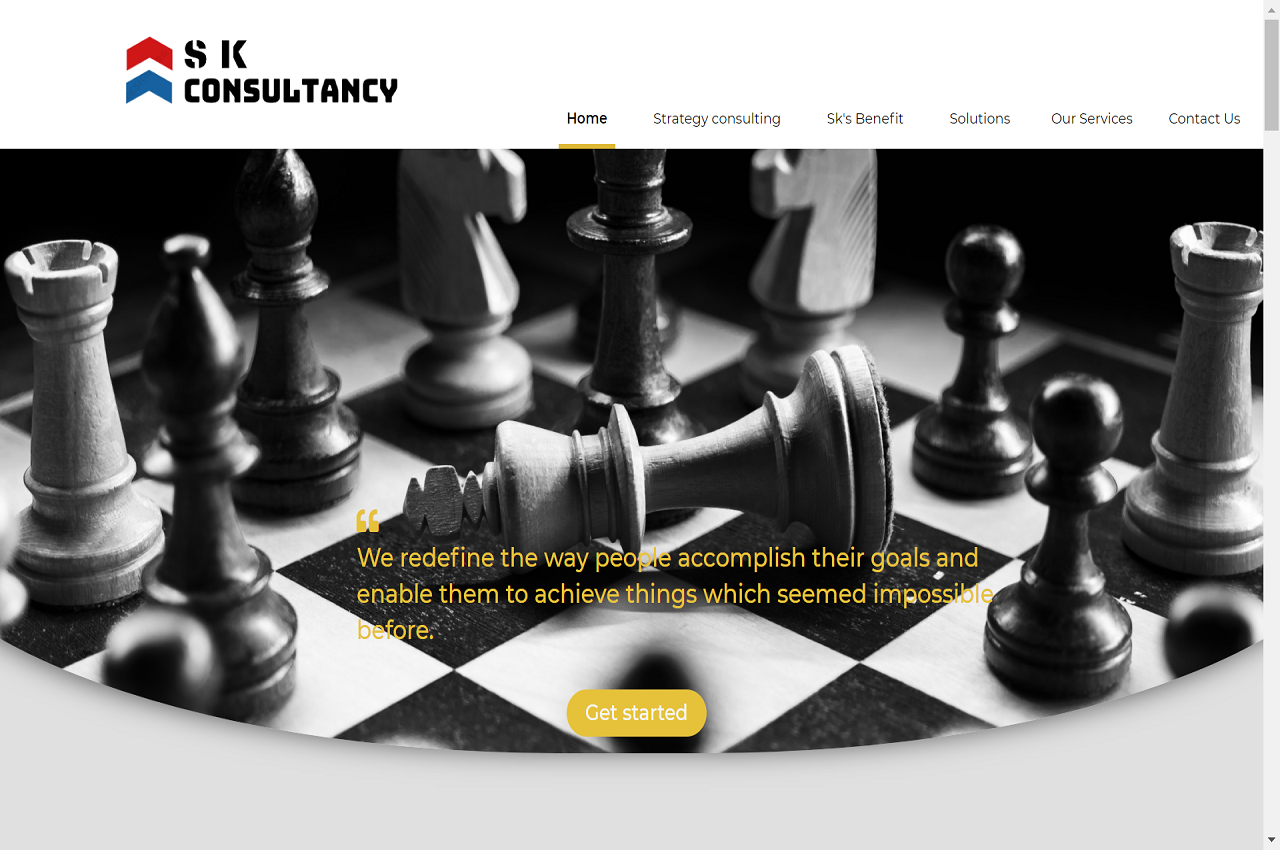 S K
CONSULTANCY
Home Strategy consulting Sk's Benefit Solutions Our Services Contact Us
“
We redefine the way people accomplish their goals and
enable them to achieve things which seemed impossible
before.
Get started